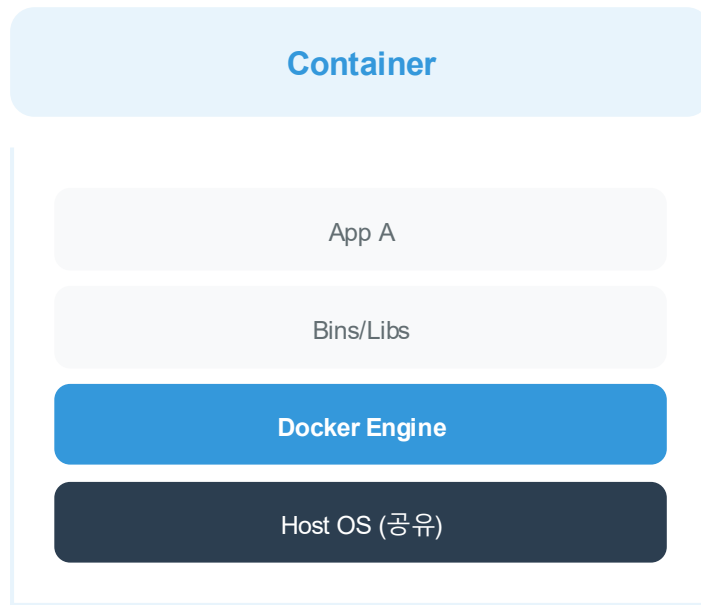 Container
App A
Bins/Libs
Docker Engine
Host OS (공유)